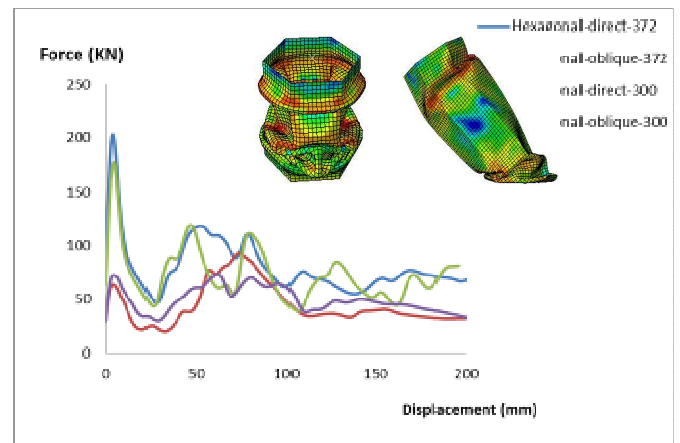 Hexagonal-direct-372
Force (KN)
nal-oblique-372
nal-direct-300
nal-oblique-300
250
200
150
100
50
0
0 50 100 150 200
Displacement (mm)